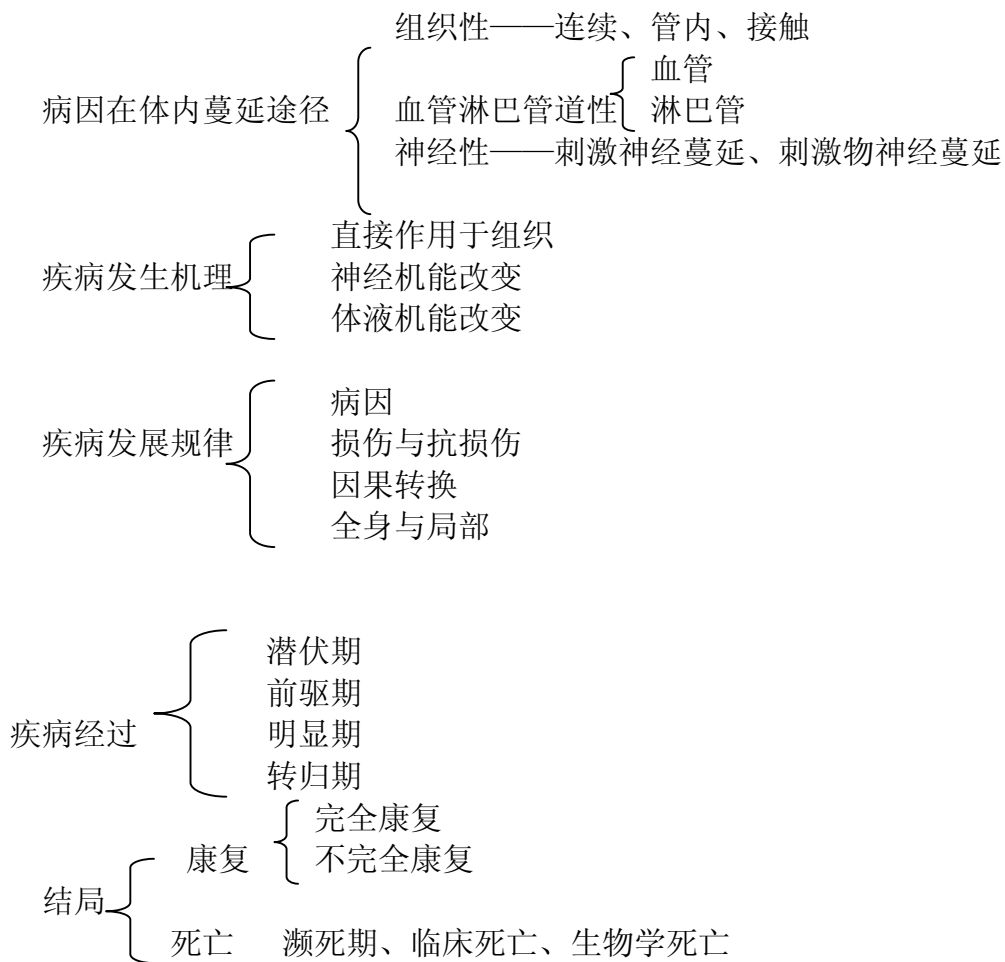 组织性——连续、管内、接触
血管
病因在体内蔓延途径 血管淋巴管道性 淋巴管
神经性——刺激神经蔓延、刺激物神经蔓延
直接作用于组织
疾病发生机理 神经机能改变
体液机能改变
病因
疾病发展规律 损伤与抗损伤
因果转换
全身与局部
潜伏期
前驱期
疾病经过 明显期
转归期
完全康复
康复 不完全康复
结局
死亡 濒死期、临床死亡、生物学死亡